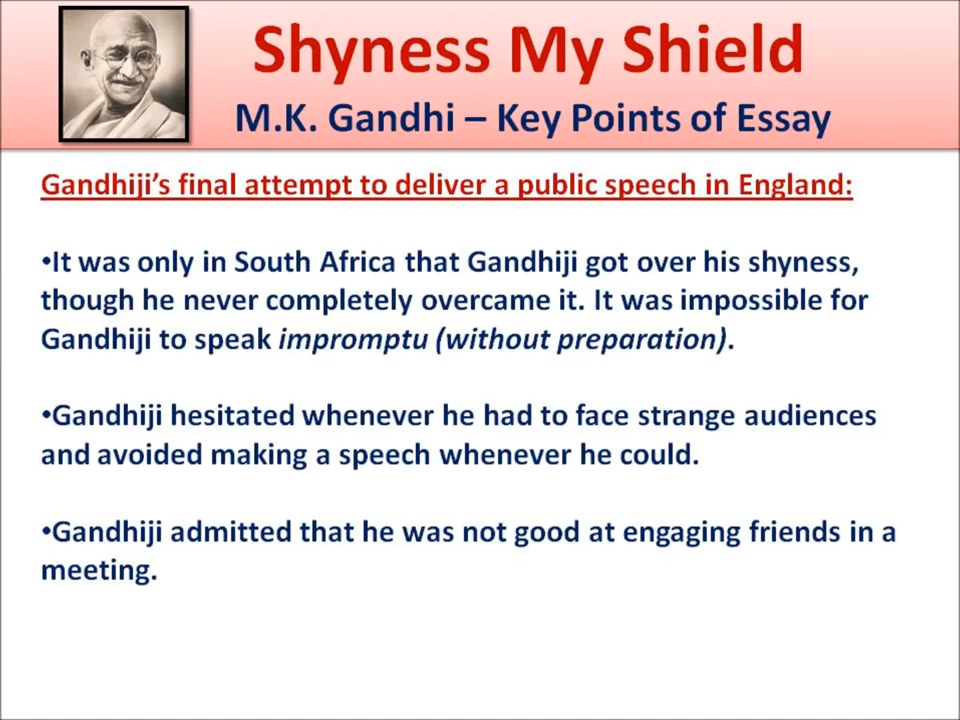 Shyness My Shield
M.K. Gandhi – Key Points of Essay
Gandhiji’s final attempt to deliver a public speech in England:
•It was only in South Africa that Gandhiji got over his shyness,
though he never completely overcame it. It was impossible for
Gandhiji to speak impromptu (without preparation).
•Gandhiji hesitated whenever he had to face strange audiences
and avoided making a speech whenever he could.
•Gandhiji admitted that he was not good at engaging friends in a
meeting.